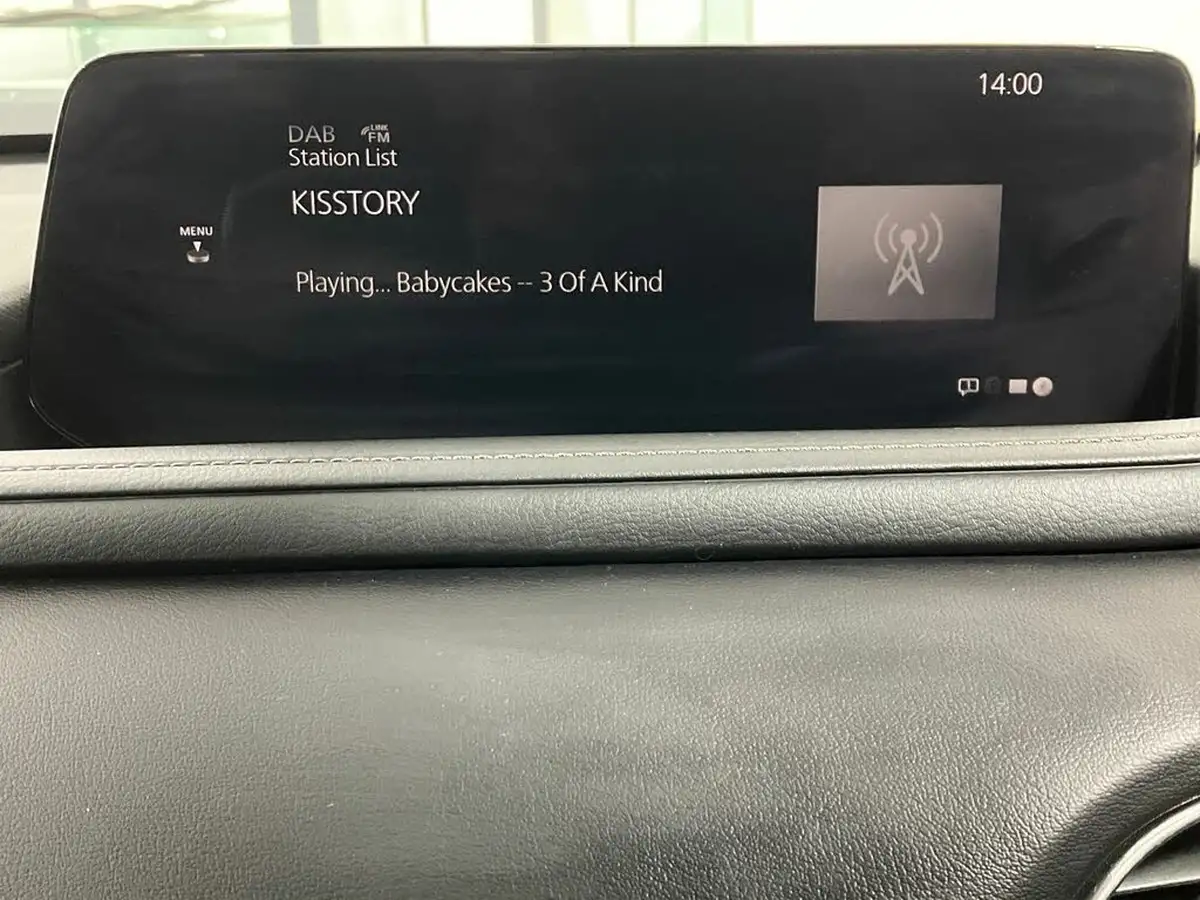 14:00
DAB LINK FM
Station List
KISSTORY
MENU
Playing... Babycakes -- 3 Of A Kind